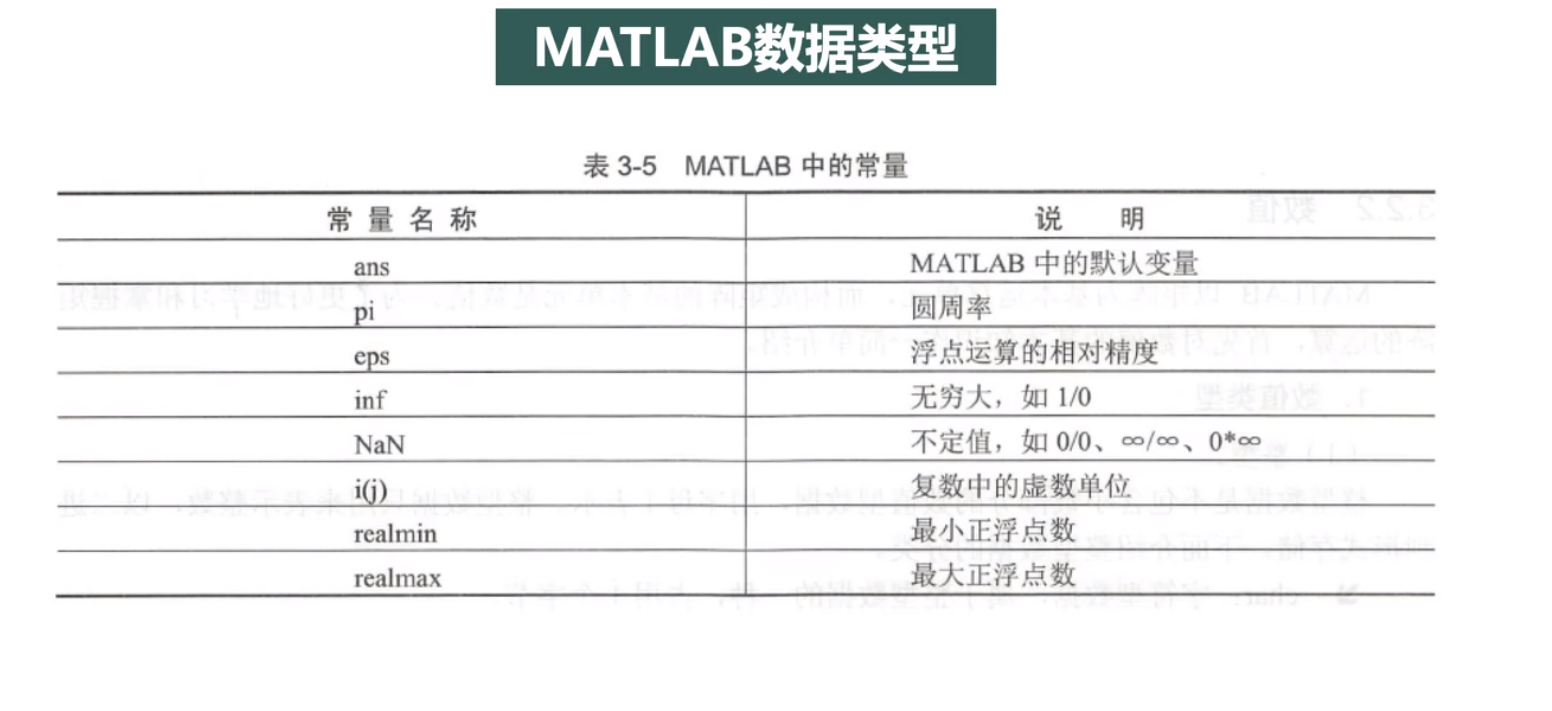 MATLAB数据类型
表 3-5 MATLAB 中的常量
常 量 名 称 说 明
ans MATLAB 中的默认变量
pi 圆周率
eps 浮点运算的相对精度
inf 无穷大，如 1/0
NaN 不定值，如 0/0、∞/∞、0*∞
i(j) 复数中的虚数单位
realmin 最小正浮点数
realmax 最大正浮点数